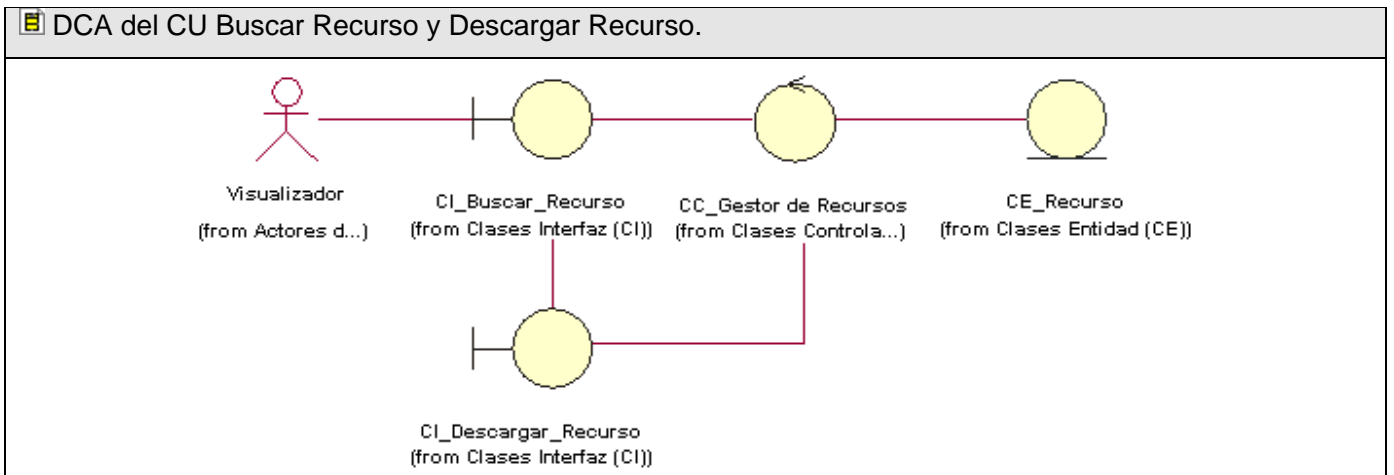 DCA del CU Buscar Recurso y Descargar Recurso.
Visualizador
(from Actores d...)
CI_Buscar_Recurso
(from Clases Interfaz (CI))
CC_Gestor de Recursos
(from Clases Controla...)
CE_Recurso
(from Clases Entidad (CE))
CI_Descargar_Recurso
(from Clases Interfaz (CI))